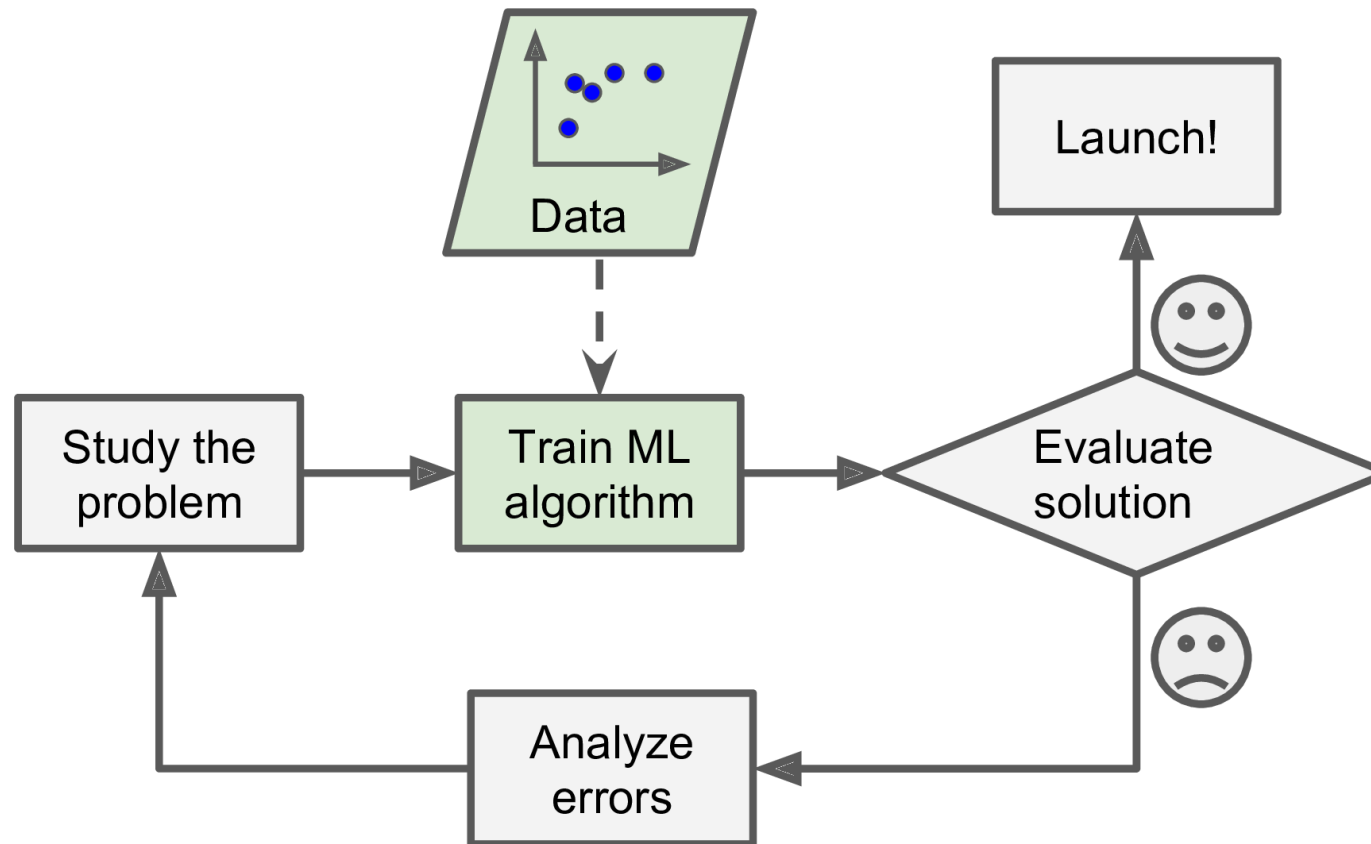 Data
Launch!
Study the
problem
Train ML
algorithm
Evaluate
solution
Analyze
errors